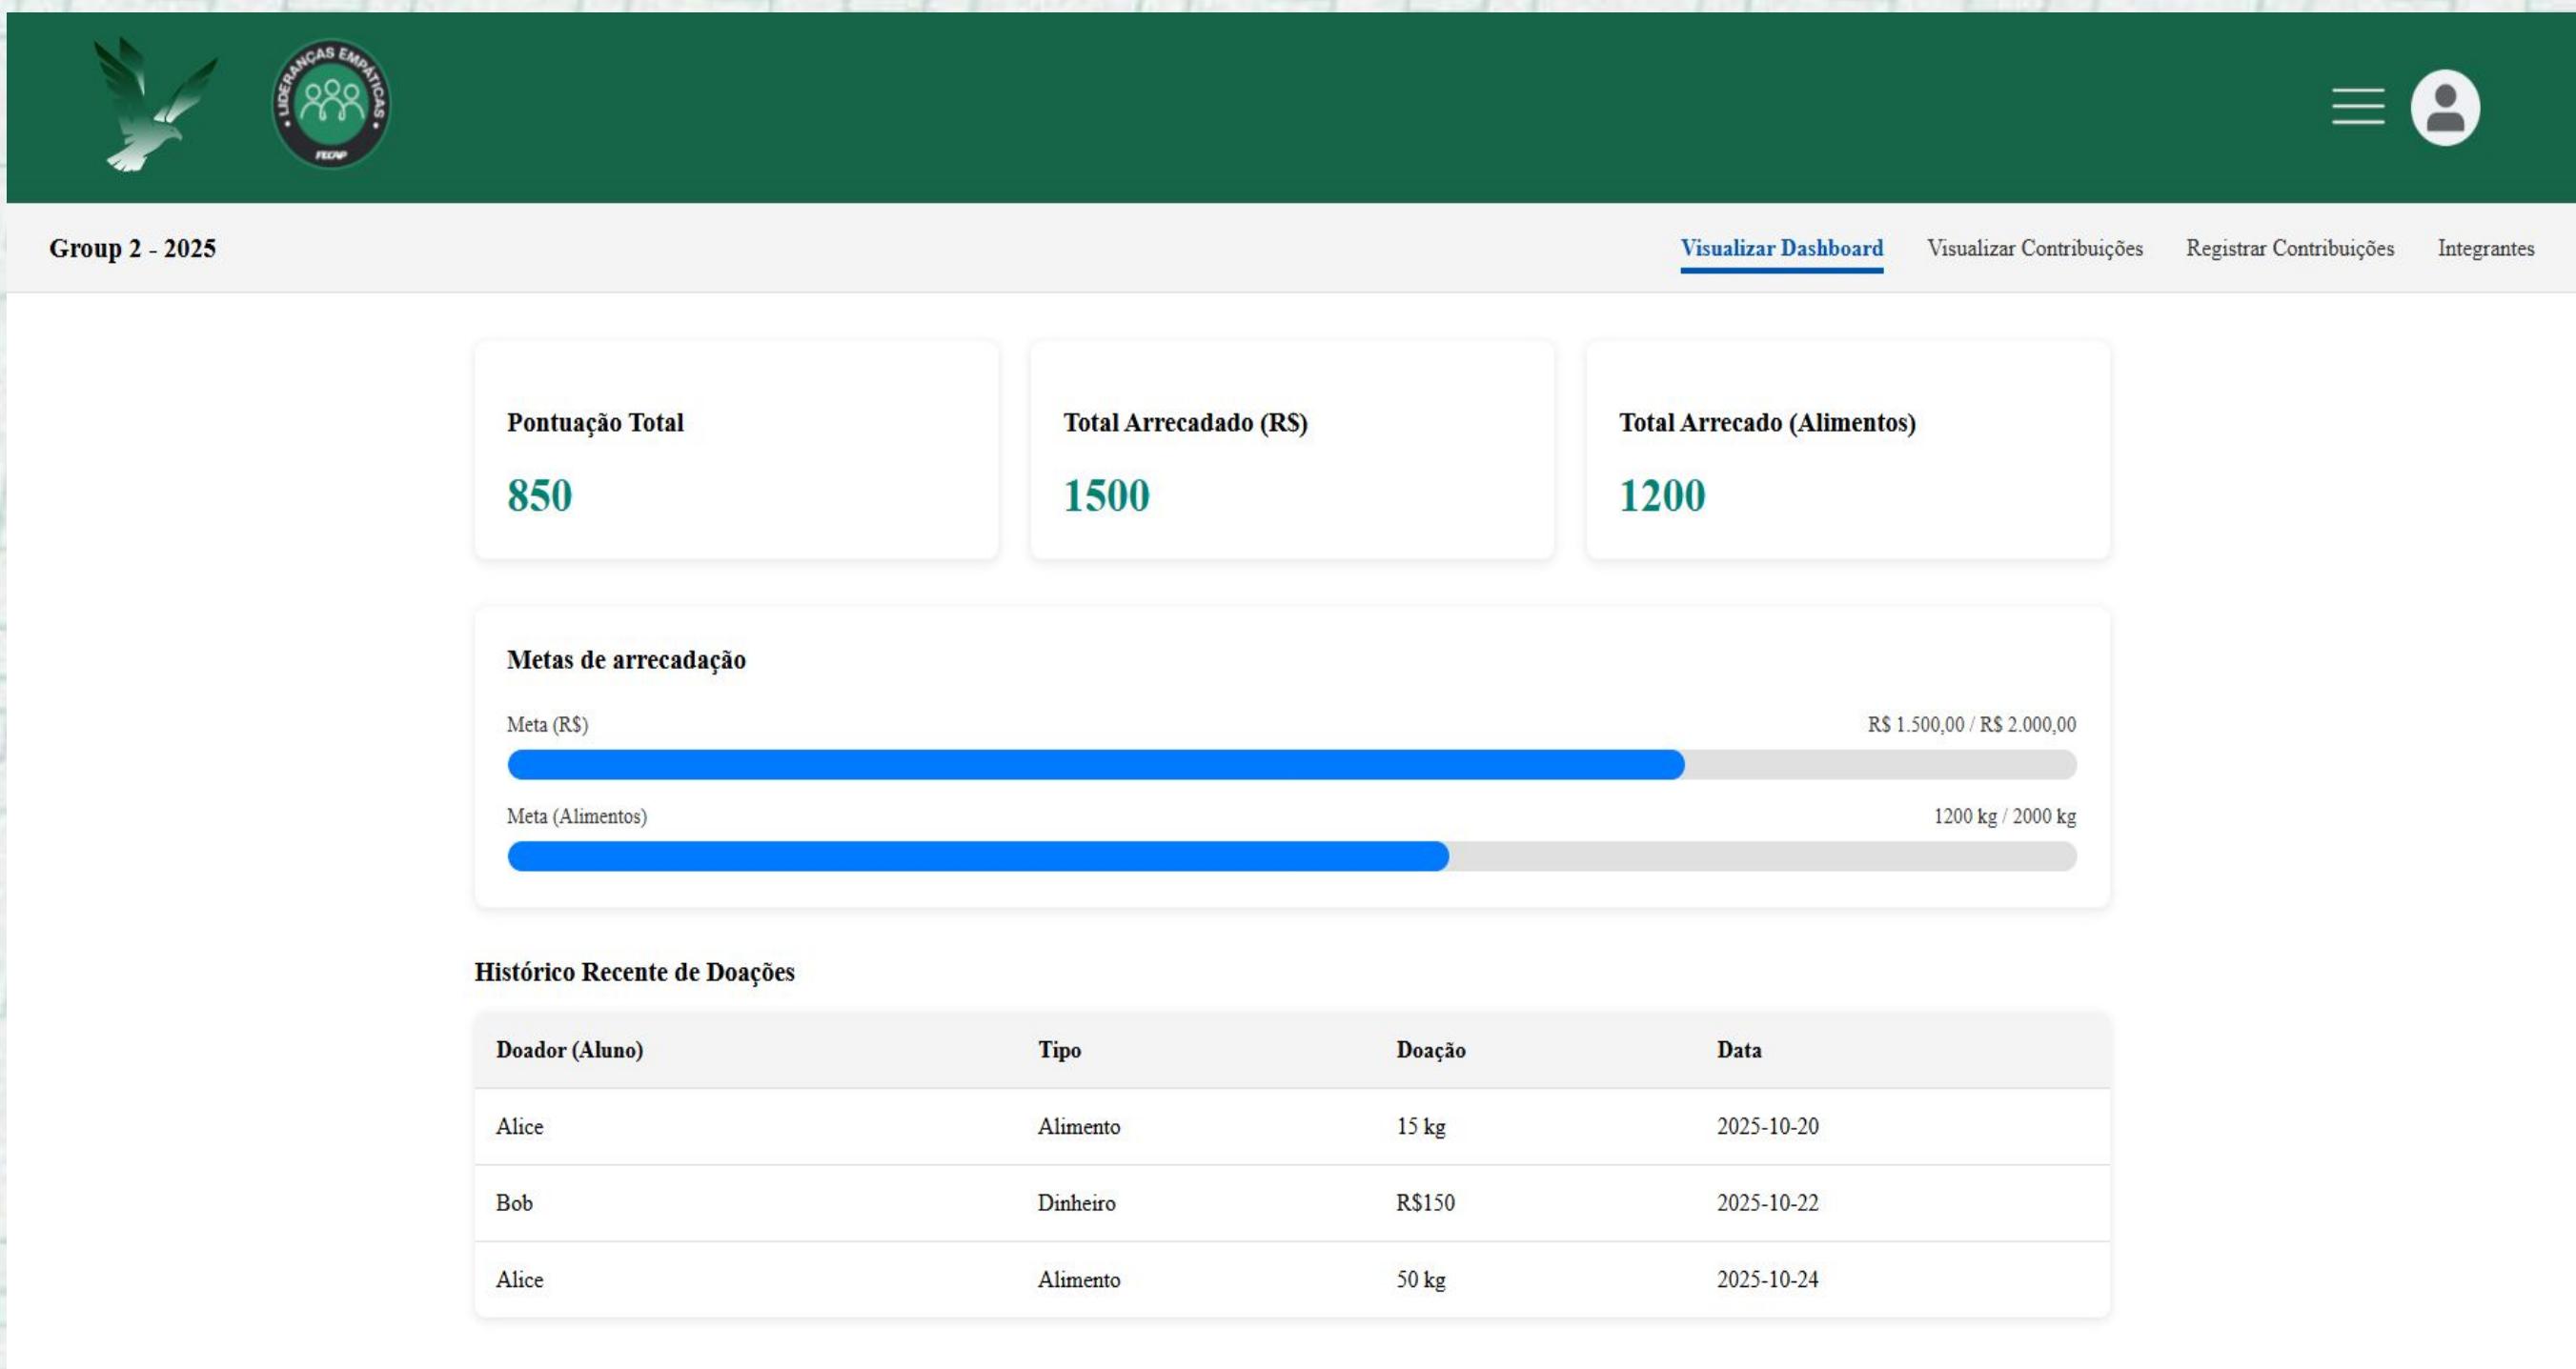 • LIDERANÇAS EMPÁTICAS •
FECAP
Group 2 - 2025
Visualizar Dashboard Visualizar Contribuições Registrar Contribuições Integrantes
Pontuação Total Total Arrecadado (R$) Total Arrecado (Alimentos)
850 1500 1200
Metas de arrecadação
Meta (R$) R$ 1.500,00 / R$ 2.000,00
Meta (Alimentos) 1200 kg / 2000 kg
Histórico Recente de Doações
Doador (Aluno) Tipo Doação Data
Alice Alimento 15 kg 2025-10-20
Bob Dinheiro R$150 2025-10-22
Alice Alimento 50 kg 2025-10-24